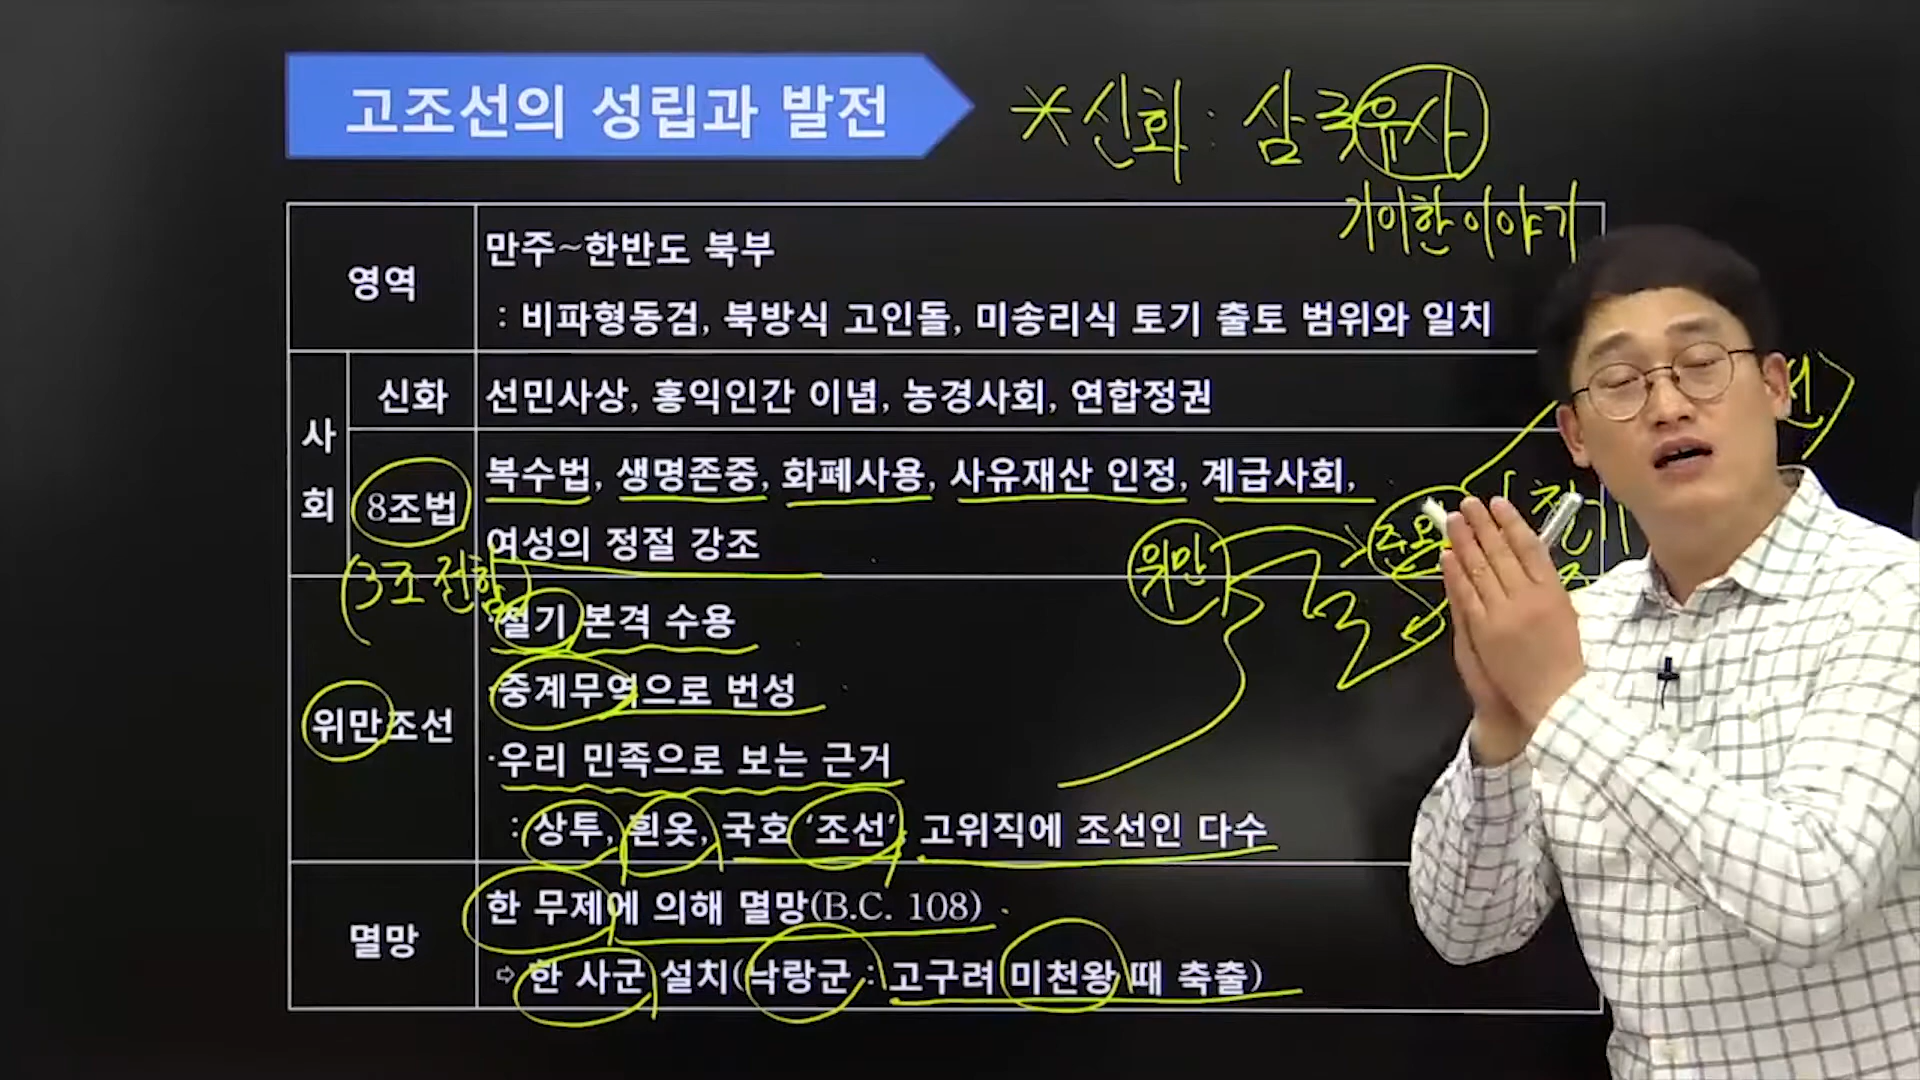 고조선의 성립과 발전
*신화 : 삼국유사
기이한 이야기
영역
만주~한반도 북부
: 비파형동검, 북방식 고인돌, 미송리식 토기 출토 범위와 일치
사회
신화
선민사상, 홍익인간 이념, 농경사회, 연합정권
8조법
(3조 전함)
복수법, 생명존중, 화폐사용, 사유재산 인정, 계급사회,
여성의 정절 강조
위만
위만조선
·철기 본격 수용
·중계무역으로 번성
·우리 민족으로 보는 근거
: 상투, 흰옷, 국호 ‘조선’, 고위직에 조선인 다수
멸망
한 무제에 의해 멸망(B.C. 108)
⇨ 한 사군 설치(낙랑군 : 고구려 미천왕 때 축출)